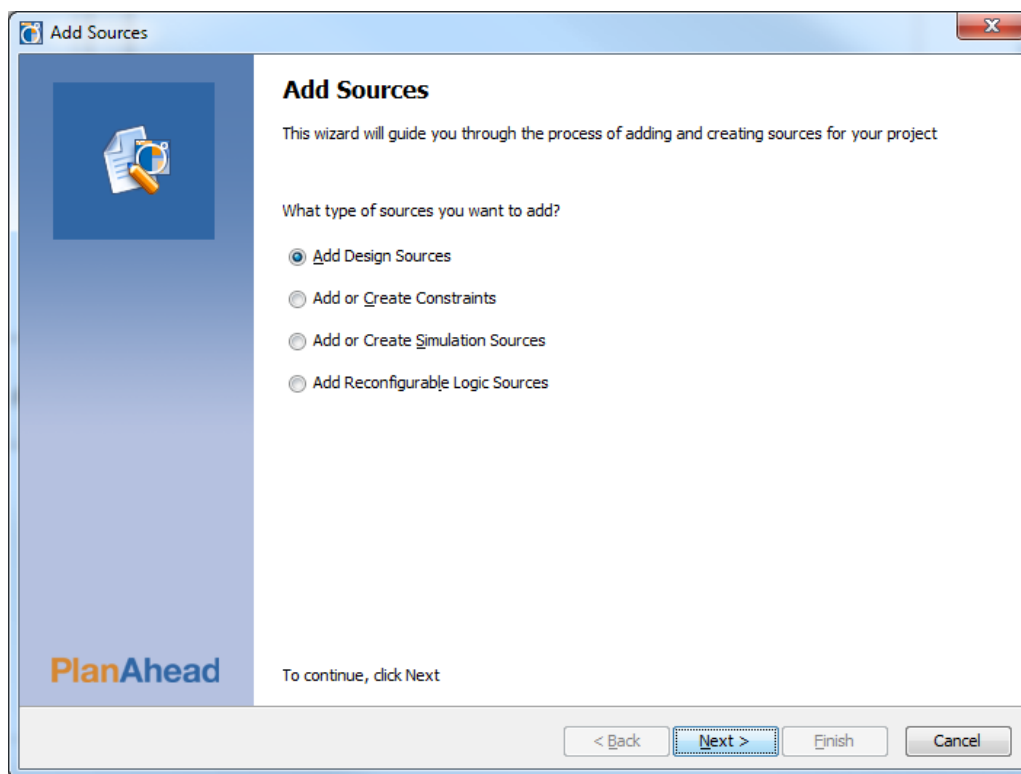 Add Sources
Add Sources
This wizard will guide you through the process of adding and creating sources for your project
What type of sources you want to add?
Add Design Sources
Add or Create Constraints
Add or Create Simulation Sources
Add Reconfigurable Logic Sources
PlanAhead
To continue, click Next
< Back Next > Finish Cancel